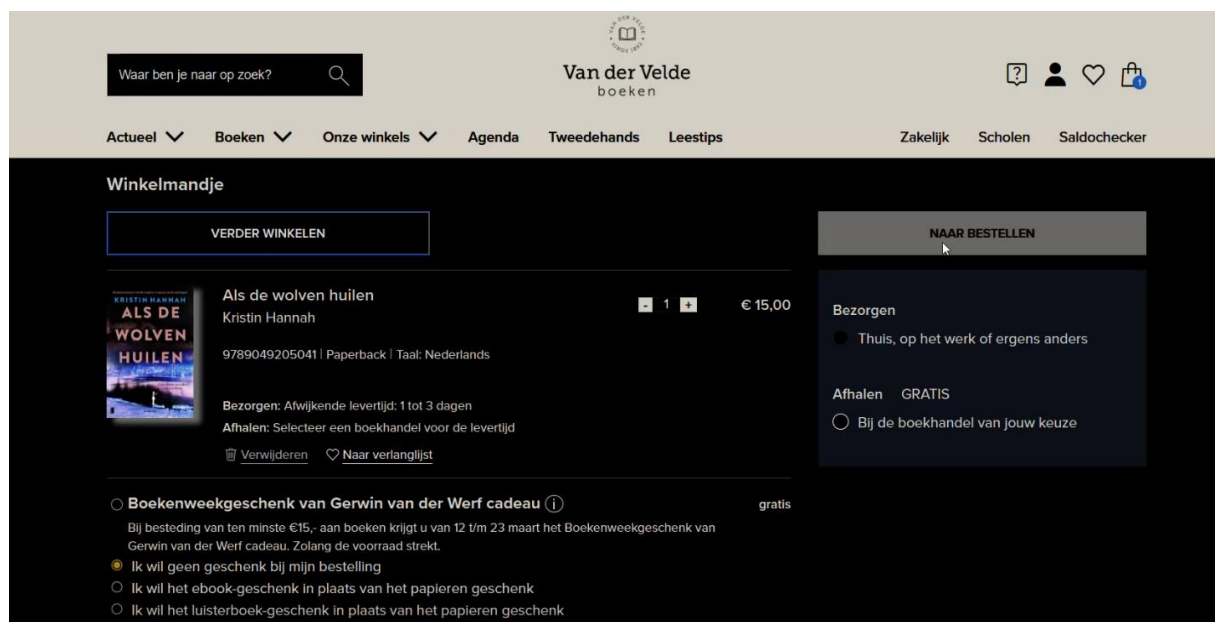 VAN DER VELDE
SINDS 1892
Waar ben je naar op zoek?
Van der Velde
boeken
1
Actueel
Boeken
Onze winkels
Agenda
Tweedehands
Leestips
Zakelijk
Scholen
Saldochecker
Winkelmandje
VERDER WINKELEN
NAAR BESTELLEN
KRISTIN HANNAH
ALS DE
WOLVEN
HUILEN
Als de wolven huilen
Kristin Hannah
- 1 + € 15,00
9789049205041 | Paperback | Taal: Nederlands
Bezorgen: Afwijkende levertijd: 1 tot 3 dagen
Afhalen: Selecteer een boekhandel voor de levertijd
Verwijderen
Naar verlanglijst
Bezorgen
Thuis, op het werk of ergens anders
Afhalen GRATIS
Bij de boekhandel van jouw keuze
Boekenweekgeschenk van Gerwin van der Werf cadeau gratis
Bij besteding van ten minste €15,- aan boeken krijgt u van 12 t/m 23 maart het Boekenweekgeschenk van
Gerwin van der Werf cadeau. Zolang de voorraad strekt.
Ik wil geen geschenk bij mijn bestelling
Ik wil het ebook-geschenk in plaats van het papieren geschenk
Ik wil het luisterboek-geschenk in plaats van het papieren geschenk